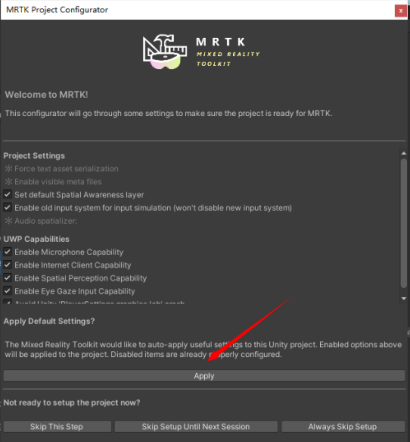 MRTK Project Configurator
x
MRTK
MIXED REALITY
TOOLKIT
Welcome to MRTK!
This configurator will go through some settings to make sure the project is ready for MRTK.
Project Settings
Force text asset serialization
Enable visible meta files
Set default Spatial Awareness layer
Enable old input system for input simulation (won't disable new input system)
Audio spatializer:
UWP Capabilities
Enable Microphone Capability
Enable Internet Client Capability
Enable Spatial Perception Capability
Enable Eye Gaze Input Capability
Avoid Unity 'PlayerSettings.graphicsJob' crash
Apply Default Settings?
The Mixed Reality Toolkit would like to auto-apply useful settings to this Unity project. Enabled options above
will be applied to the project. Disabled items are already properly configured.
Apply
Not ready to setup the project now?
Skip This Step
Skip Setup Until Next Session
Always Skip Setup